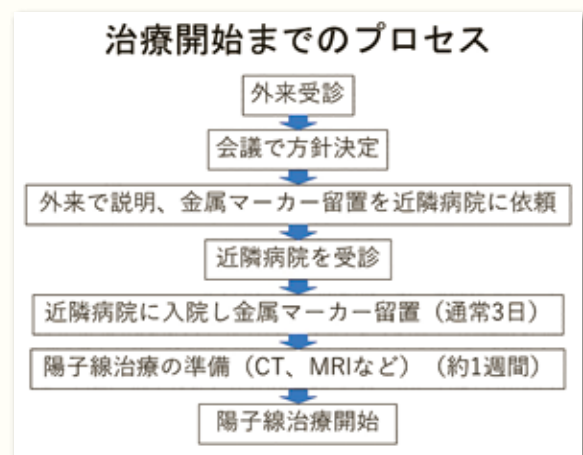 治療開始までのプロセス
外来受診
会議で方針決定
外来で説明、金属マーカー留置を近隣病院に依頼
近隣病院を受診
近隣病院に入院し金属マーカー留置（通常3日）
陽子線治療の準備（CT、MRIなど）（約1週間）
陽子線治療開始